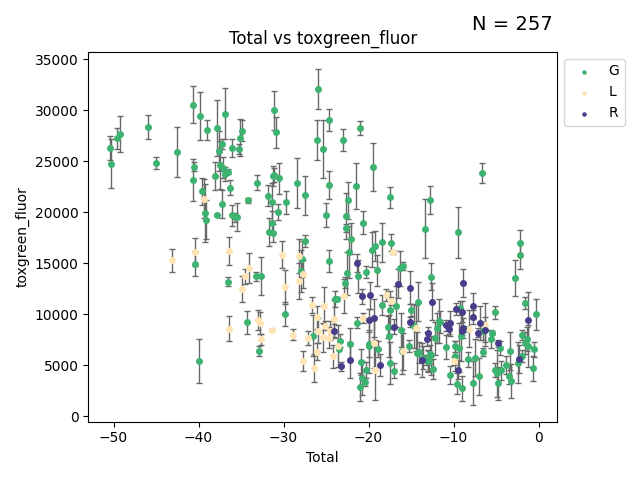 N = 257
Total vs toxgreen_fluor
35000
30000
25000
20000
15000
10000
5000
0
toxgreen_fluor
−50 −40 −30 −20 −10 0
Total
G
L
R